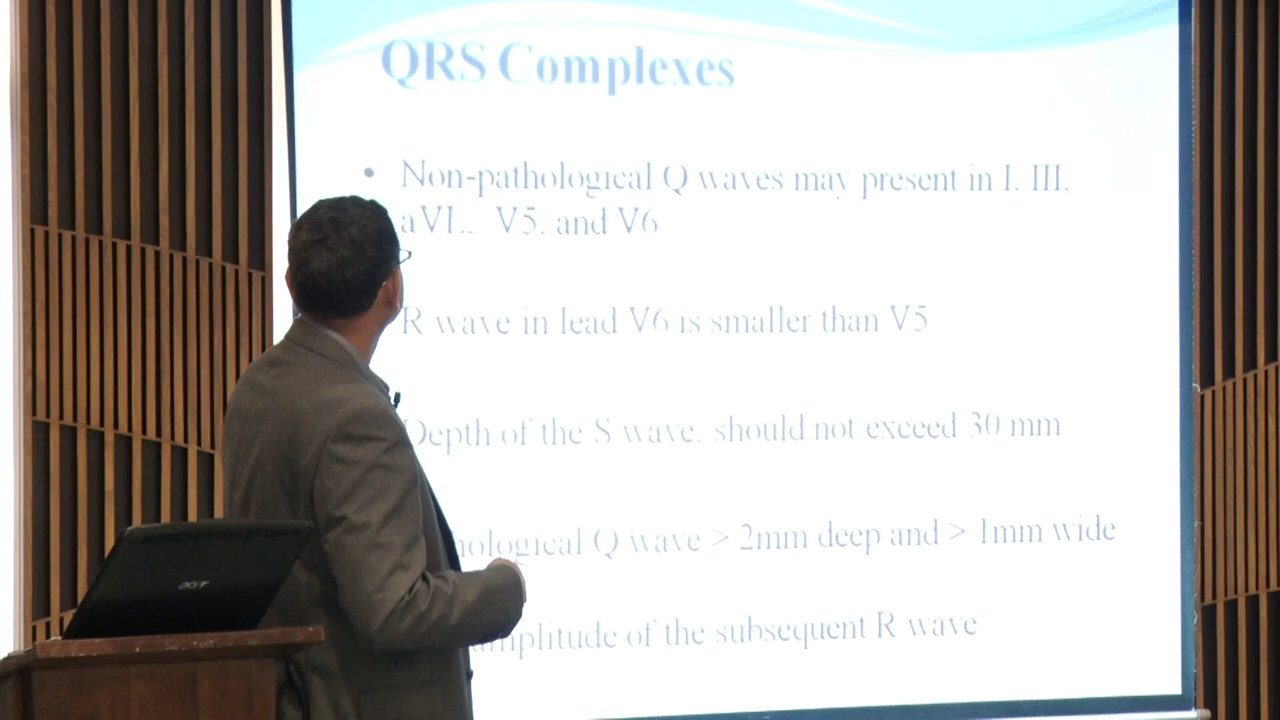 QRS Complexes
• Non-pathological Q waves may present in I, III,
aVL, V5, and V6
R wave in lead V6 is smaller than V5
Depth of the S wave, should not exceed 30 mm
hological Q wave > 2mm deep and > 1mm wide
amplitude of the subsequent R wave
acer